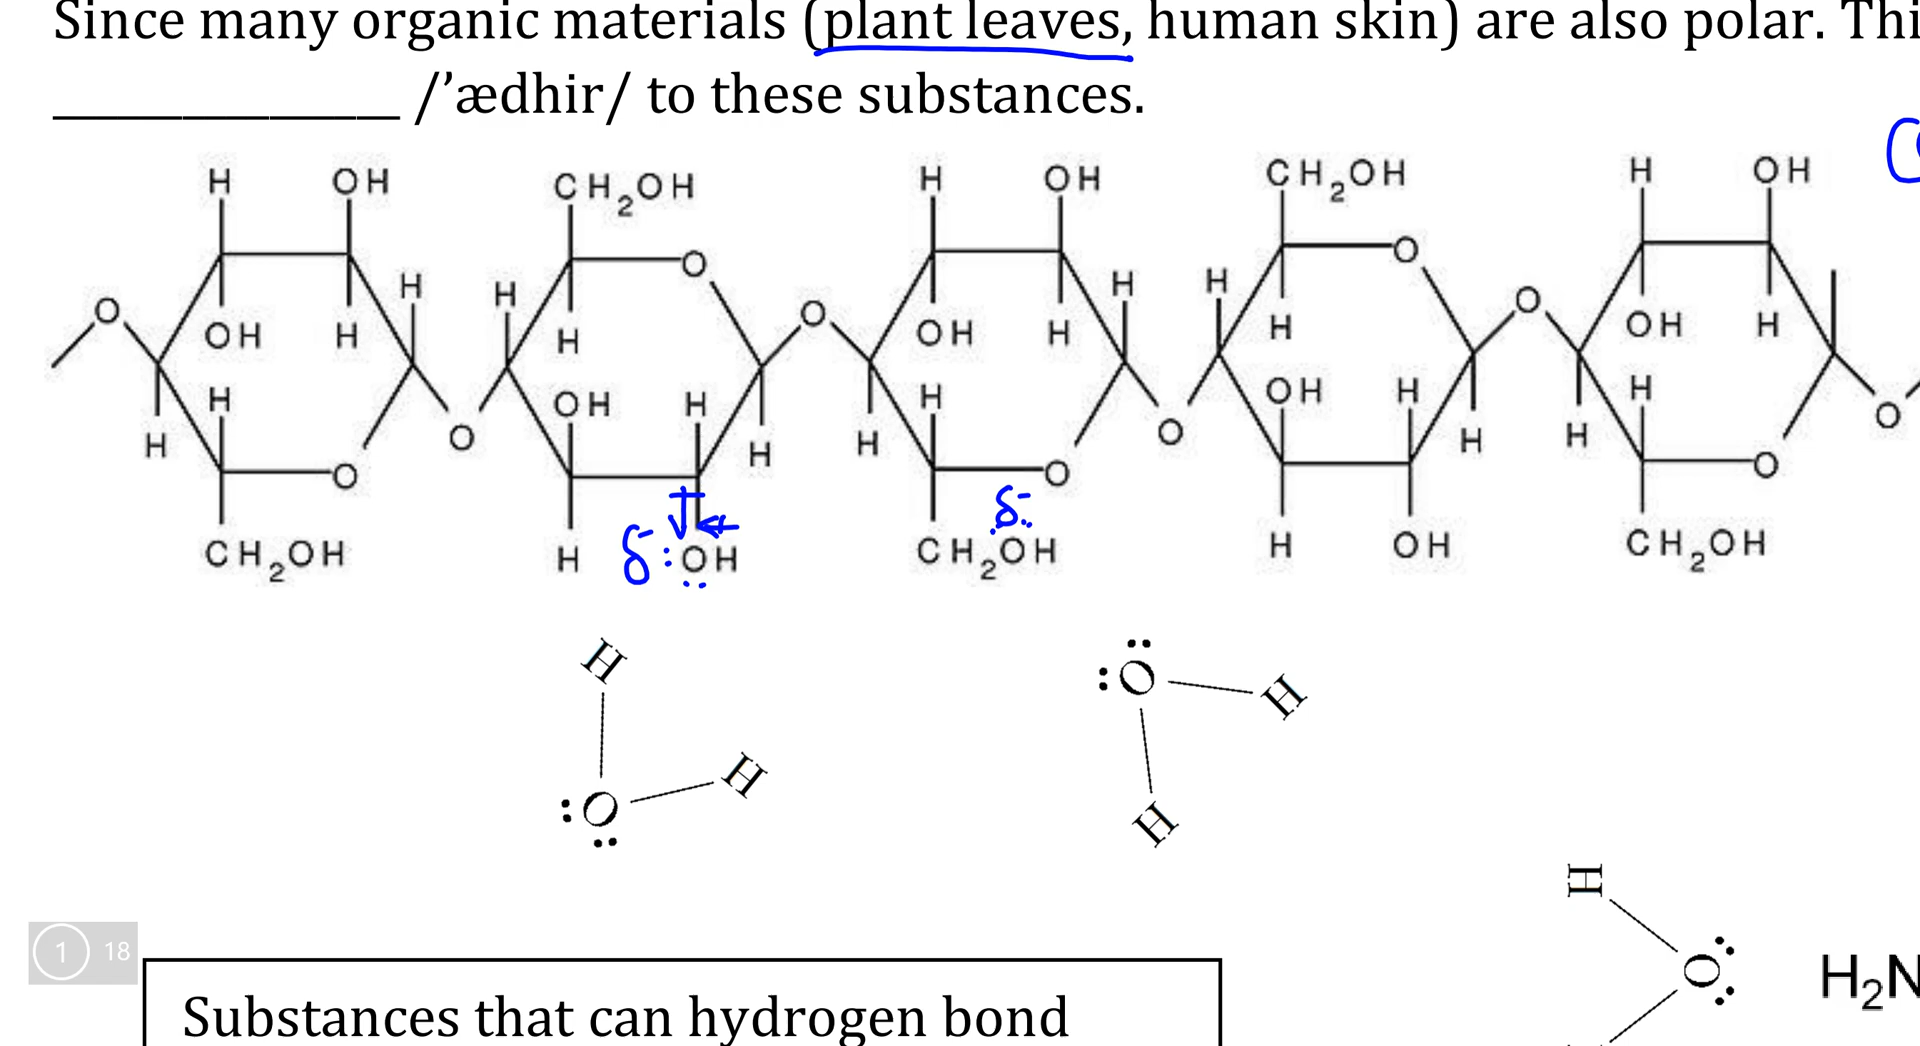 Since many organic materials (plant leaves, human skin) are also polar. Thi
______________ /’ædhir/ to these substances.
H OH CH2OH H OH CH2OH H OH
O H H O H O H H O O H
OH H H OH H H OH H
H OH H H OH H H
H O O H H O O H H O O
δ- δ-
CH2OH H :OH CH2OH H OH CH2OH
H :O: H
:O: H
H
H
:O H
H
H :O: H2N
1 18
Substances that can hydrogen bond